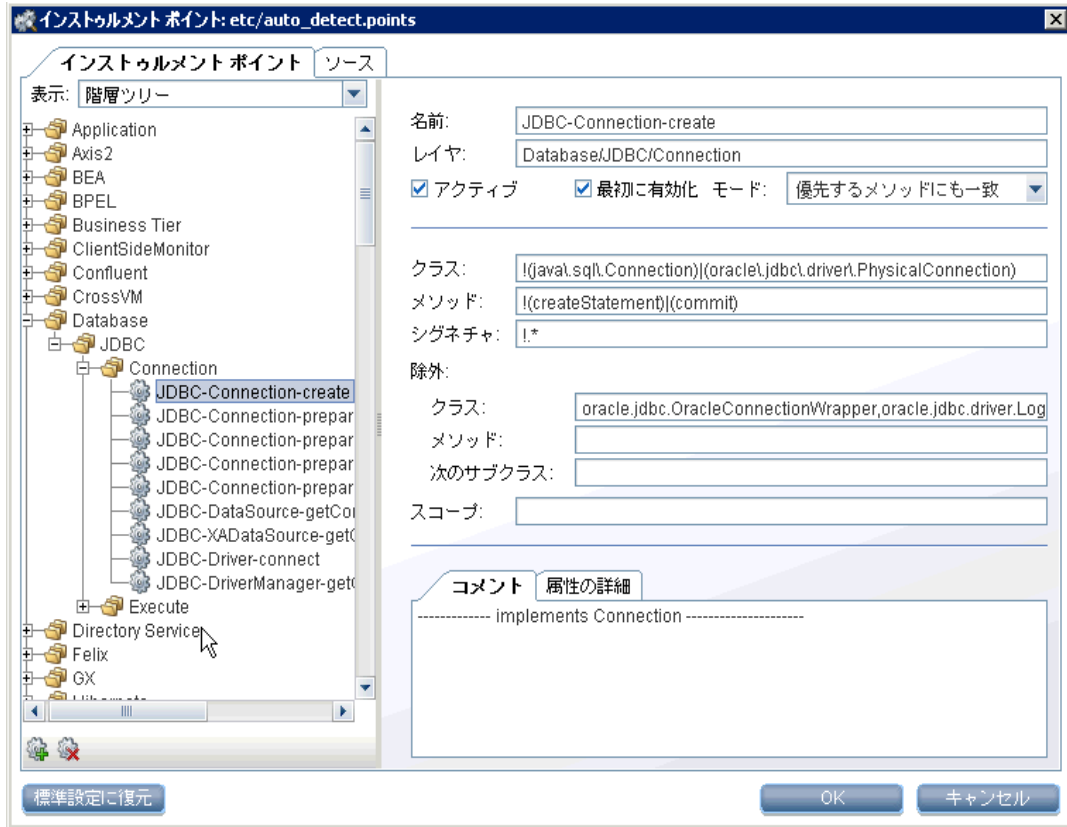 インストゥルメント ポイント: etc/auto_detect.points
インストゥルメント ポイント ソース
表示: 階層ツリー
Application
Axis2
BEA
BPEL
Business Tier
ClientSideMonitor
Confluent
CrossVM
Database
JDBC
Connection
JDBC-Connection-create
JDBC-Connection-prepar
JDBC-Connection-prepar
JDBC-Connection-prepar
JDBC-Connection-prepar
JDBC-DataSource-getCo
JDBC-XADataSource-get
JDBC-Driver-connect
JDBC-DriverManager-get
Execute
Directory Service
Felix
GX
標準設定に復元
名前: JDBC-Connection-create
レイヤ: Database/JDBC/Connection
アクティブ 最初に有効化 モード: 優先するメソッドにも一致
クラス: !(java\.sql\.Connection)|(oracle\.jdbc\.driver\.PhysicalConnection)
メソッド: !(createStatement)|(commit)
シグネチャ: !.*
除外:
クラス: oracle.jdbc.OracleConnectionWrapper,oracle.jdbc.driver.Log
メソッド:
次のサブクラス:
スコープ:
コメント 属性の詳細
------------- implements Connection ---------------------
OK キャンセル